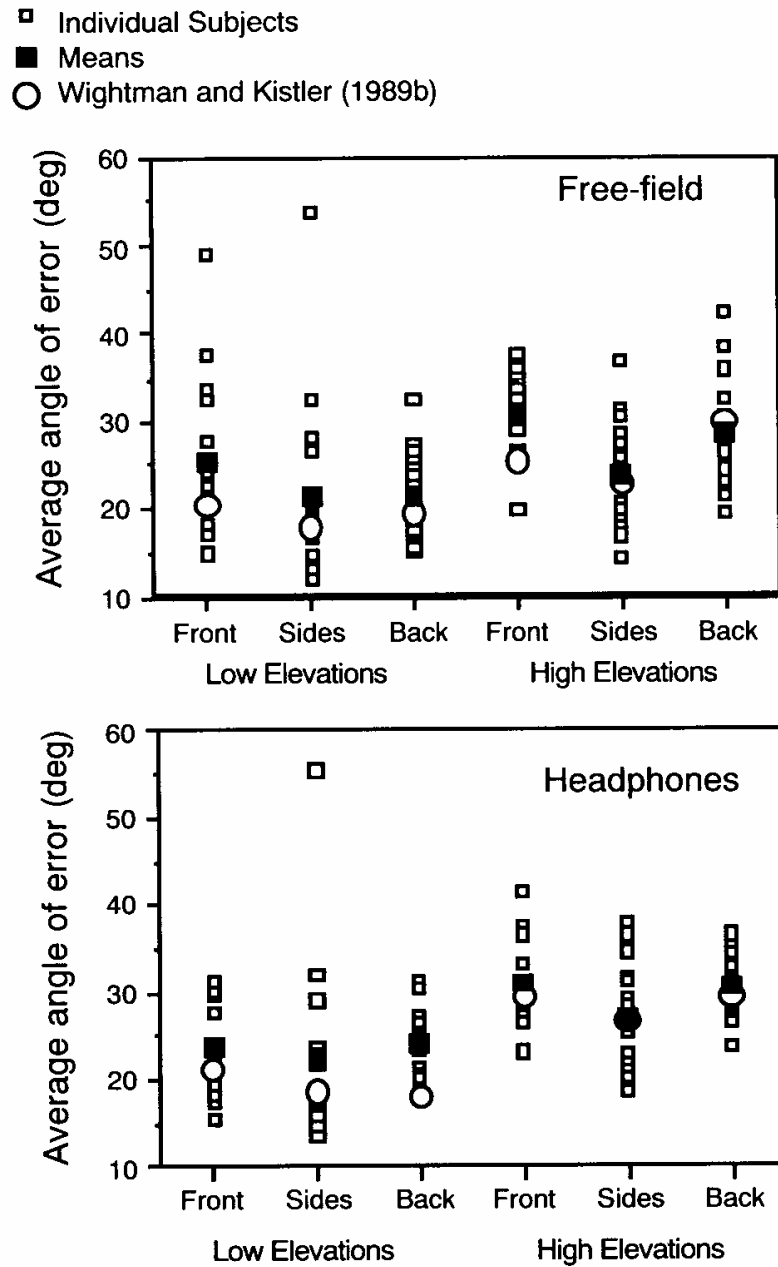 Individual Subjects
Means
Wightman and Kistler (1989b)
Free-field
Average angle of error (deg)
60
50
40
30
20
10
Front Sides Back Front Sides Back
Low Elevations High Elevations
Headphones
Average angle of error (deg)
60
50
40
30
20
10
Front Sides Back Front Sides Back
Low Elevations High Elevations